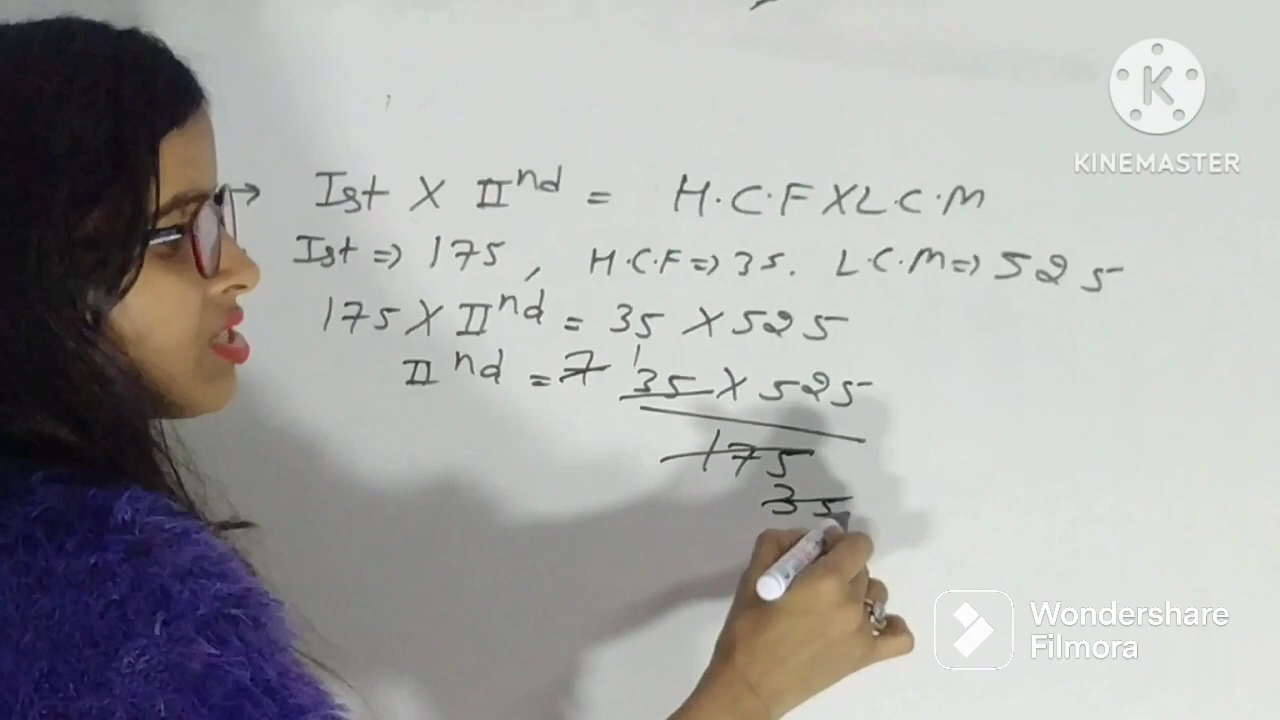 KINEMASTER
→ Ist X IInd = H.C.F X L.C.M
Ist => 175, H.C.F => 35. L.C.M => 525
175 X IInd = 35 X 525
IInd = 7 1 35 X 525
175
35
Wondershare
Filmora